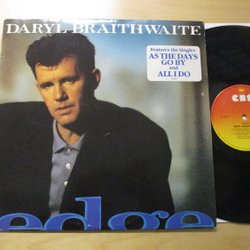 DARYL BRAITHWAITE
Features the Singles
AS THE DAYS
GO BY
and
ALL I DO
edge
CBS